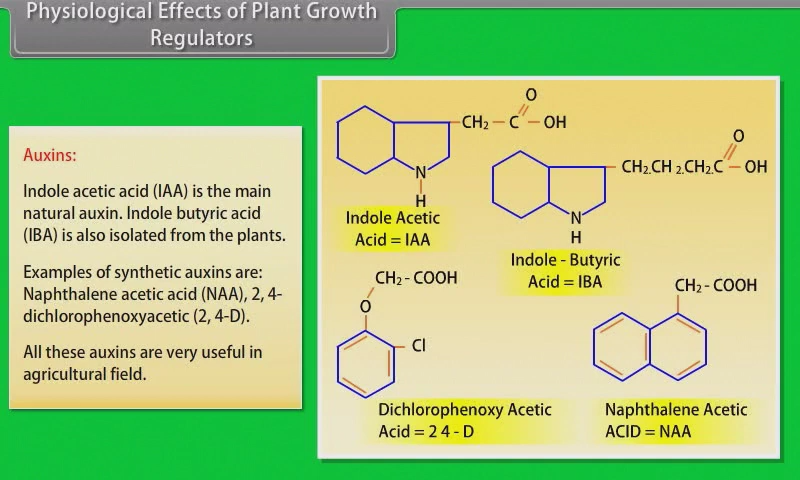 Physiological Effects of Plant Growth
Regulators
Auxins:
Indole acetic acid (IAA) is the main
natural auxin. Indole butyric acid
(IBA) is also isolated from the plants.
Examples of synthetic auxins are:
Naphthalene acetic acid (NAA), 2, 4-
dichlorophenoxyacetic (2, 4-D).
All these auxins are very useful in
agricultural field.
O
CH₂ — C — OH
N
H
Indole Acetic
Acid = IAA
O
CH₂.CH ₂.CH₂.C — OH
N
H
Indole - Butyric
Acid = IBA
CH₂ - COOH
O
Cl
Dichlorophenoxy Acetic
Acid = 2 4 - D
CH₂ - COOH
Naphthalene Acetic
ACID = NAA